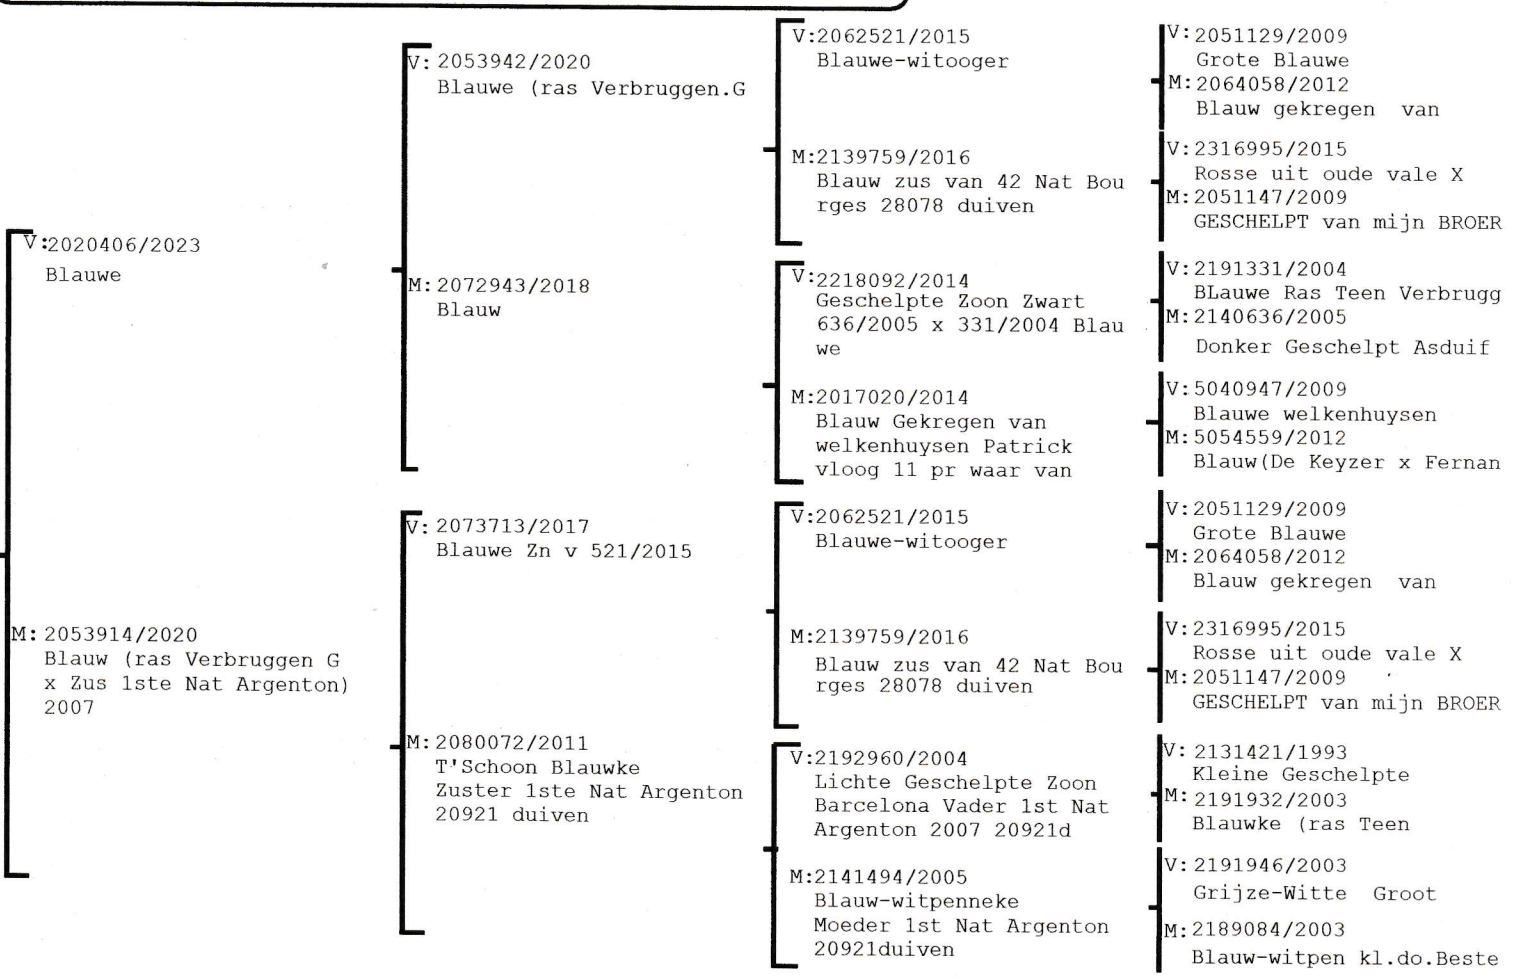 V:2020406/2023
Blauwe
M: 2053914/2020
Blauw (ras Verbruggen G
x Zus 1ste Nat Argenton)
2007
V: 2053942/2020
Blauwe (ras Verbruggen.G
M: 2072943/2018
Blauw
V: 2073713/2017
Blauwe Zn v 521/2015
M: 2080072/2011
T'Schoon Blauwke
Zuster 1ste Nat Argenton
20921 duiven
V:2062521/2015
Blauwe-witooger
M:2139759/2016
Blauw zus van 42 Nat Bou
rges 28078 duiven
V:2218092/2014
Geschelpte Zoon Zwart
636/2005 x 331/2004 Blau
we
M:2017020/2014
Blauw Gekregen van
welkenhuysen Patrick
vloog 11 pr waar van
V:2062521/2015
Blauwe-witooger
M:2139759/2016
Blauw zus van 42 Nat Bou
rges 28078 duiven
V:2192960/2004
Lichte Geschelpte Zoon
Barcelona Vader 1st Nat
Argenton 2007 20921d
M:2141494/2005
Blauw-witpenneke
Moeder 1st Nat Argenton
20921duiven
V: 2051129/2009
Grote Blauwe
M: 2064058/2012
Blauw gekregen van
V: 2316995/2015
Rosse uit oude vale X
M: 2051147/2009
GESCHELPT van mijn BROER
V: 2191331/2004
BLauwe Ras Teen Verbrugg
M: 2140636/2005
Donker Geschelpt Asduif
V: 5040947/2009
Blauwe welkenhuysen
M: 5054559/2012
Blauw(De Keyzer x Fernan
V: 2051129/2009
Grote Blauwe
M: 2064058/2012
Blauw gekregen van
V: 2316995/2015
Rosse uit oude vale X
M: 2051147/2009
GESCHELPT van mijn BROER
V: 2131421/1993
Kleine Geschelpte
M: 2191932/2003
Blauwke (ras Teen
V: 2191946/2003
Grijze-Witte Groot
M: 2189084/2003
Blauw-witpen kl.do.Beste